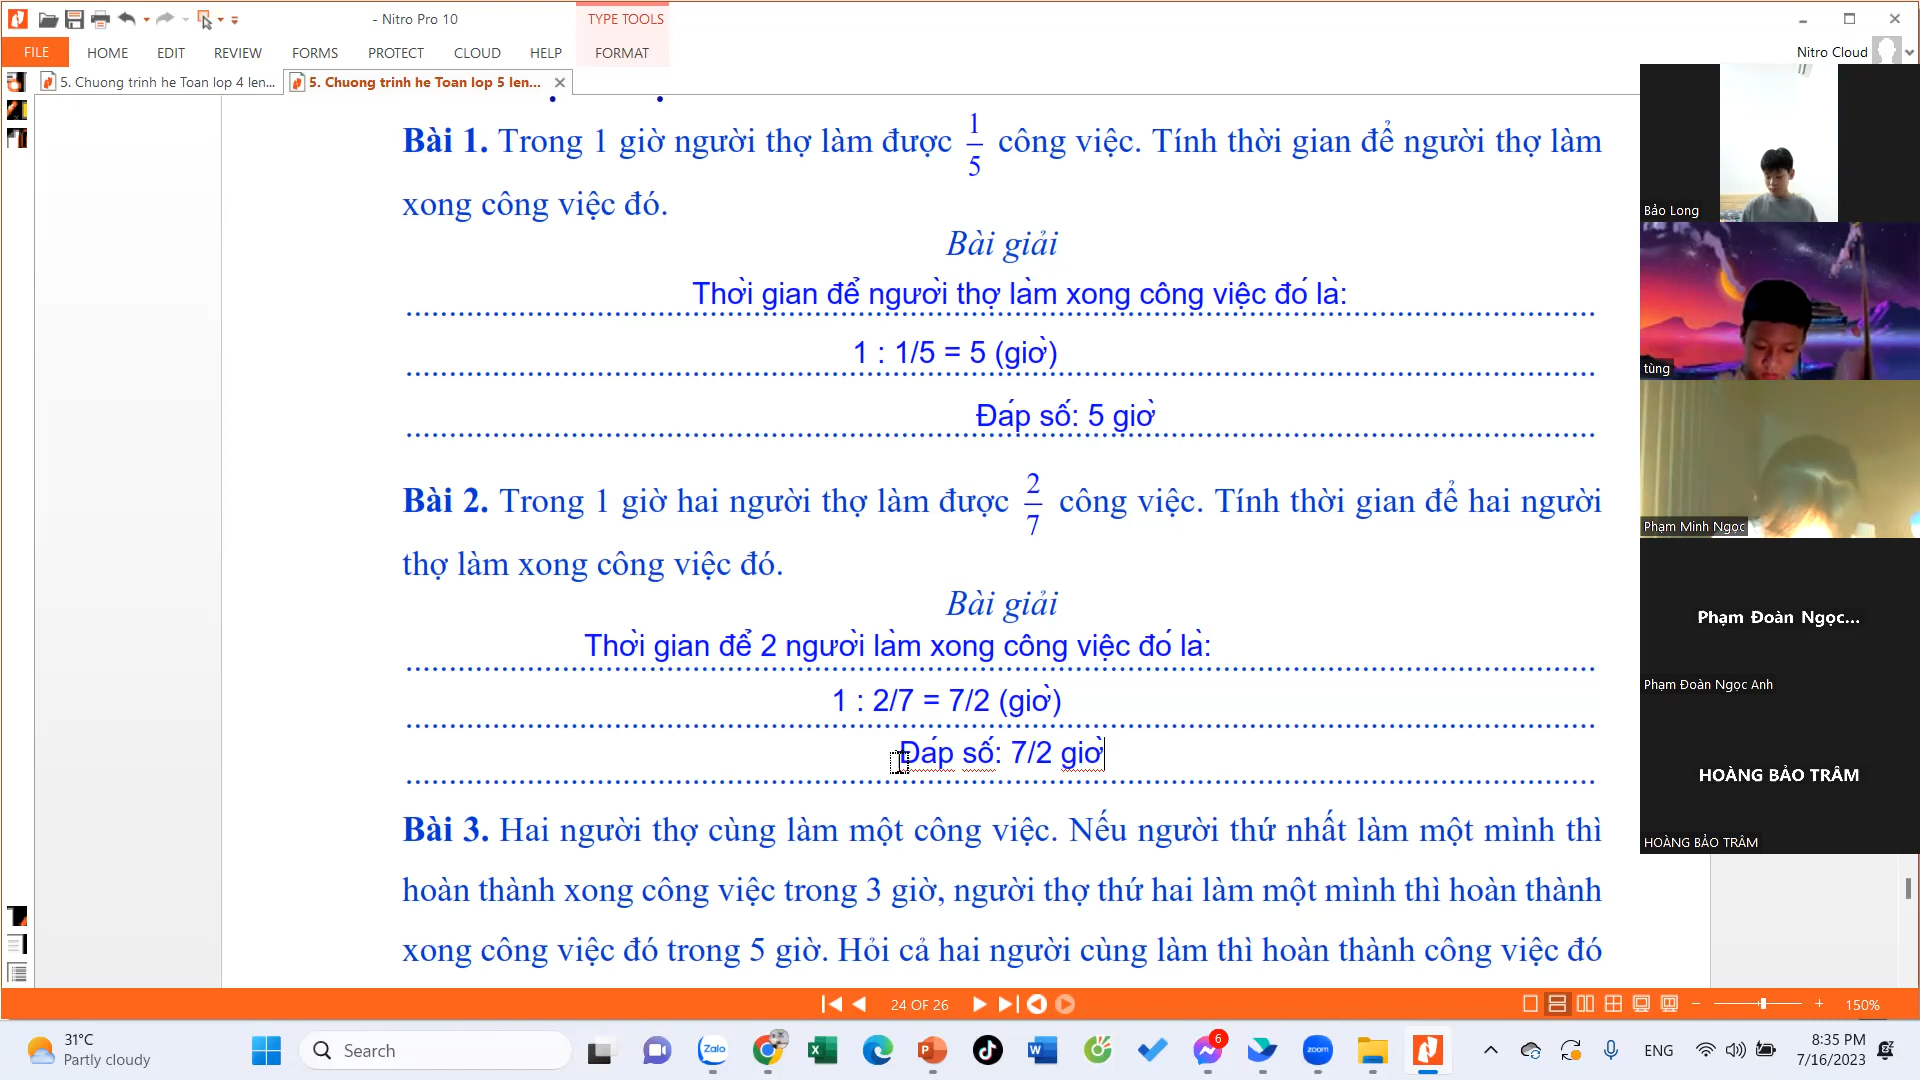 - Nitro Pro 10
TYPE TOOLS
FILE HOME EDIT REVIEW FORMS PROTECT CLOUD HELP FORMAT
Nitro Cloud
5. Chuong trinh he Toan lop 4 len...
5. Chuong trinh he Toan lop 5 len...
Bài 1. Trong 1 giờ người thợ làm được 1/5 công việc. Tính thời gian để người thợ làm
xong công việc đó.
Bài giải
Thời gian để người thợ làm xong công việc đó là:
1 : 1/5 = 5 (giờ)
Đáp số: 5 giờ
Bài 2. Trong 1 giờ hai người thợ làm được 2/7 công việc. Tính thời gian để hai người
thợ làm xong công việc đó.
Bài giải
Thời gian để 2 người làm xong công việc đó là:
1 : 2/7 = 7/2 (giờ)
Đáp số: 7/2 giờ
Bài 3. Hai người thợ cùng làm một công việc. Nếu người thứ nhất làm một mình thì
hoàn thành xong công việc trong 3 giờ, người thợ thứ hai làm một mình thì hoàn thành
xong công việc đó trong 5 giờ. Hỏi cả hai người cùng làm thì hoàn thành công việc đó
Bảo Long
tùng
Phạm Minh Ngọc
Phạm Đoàn Ngọc...
Phạm Đoàn Ngọc Anh
HOÀNG BẢO TRÂM
HOÀNG BẢO TRÂM
24 OF 26
150%
31°C
Partly cloudy
Search
Zalo
zoom
6
ENG
8:35 PM
7/16/2023